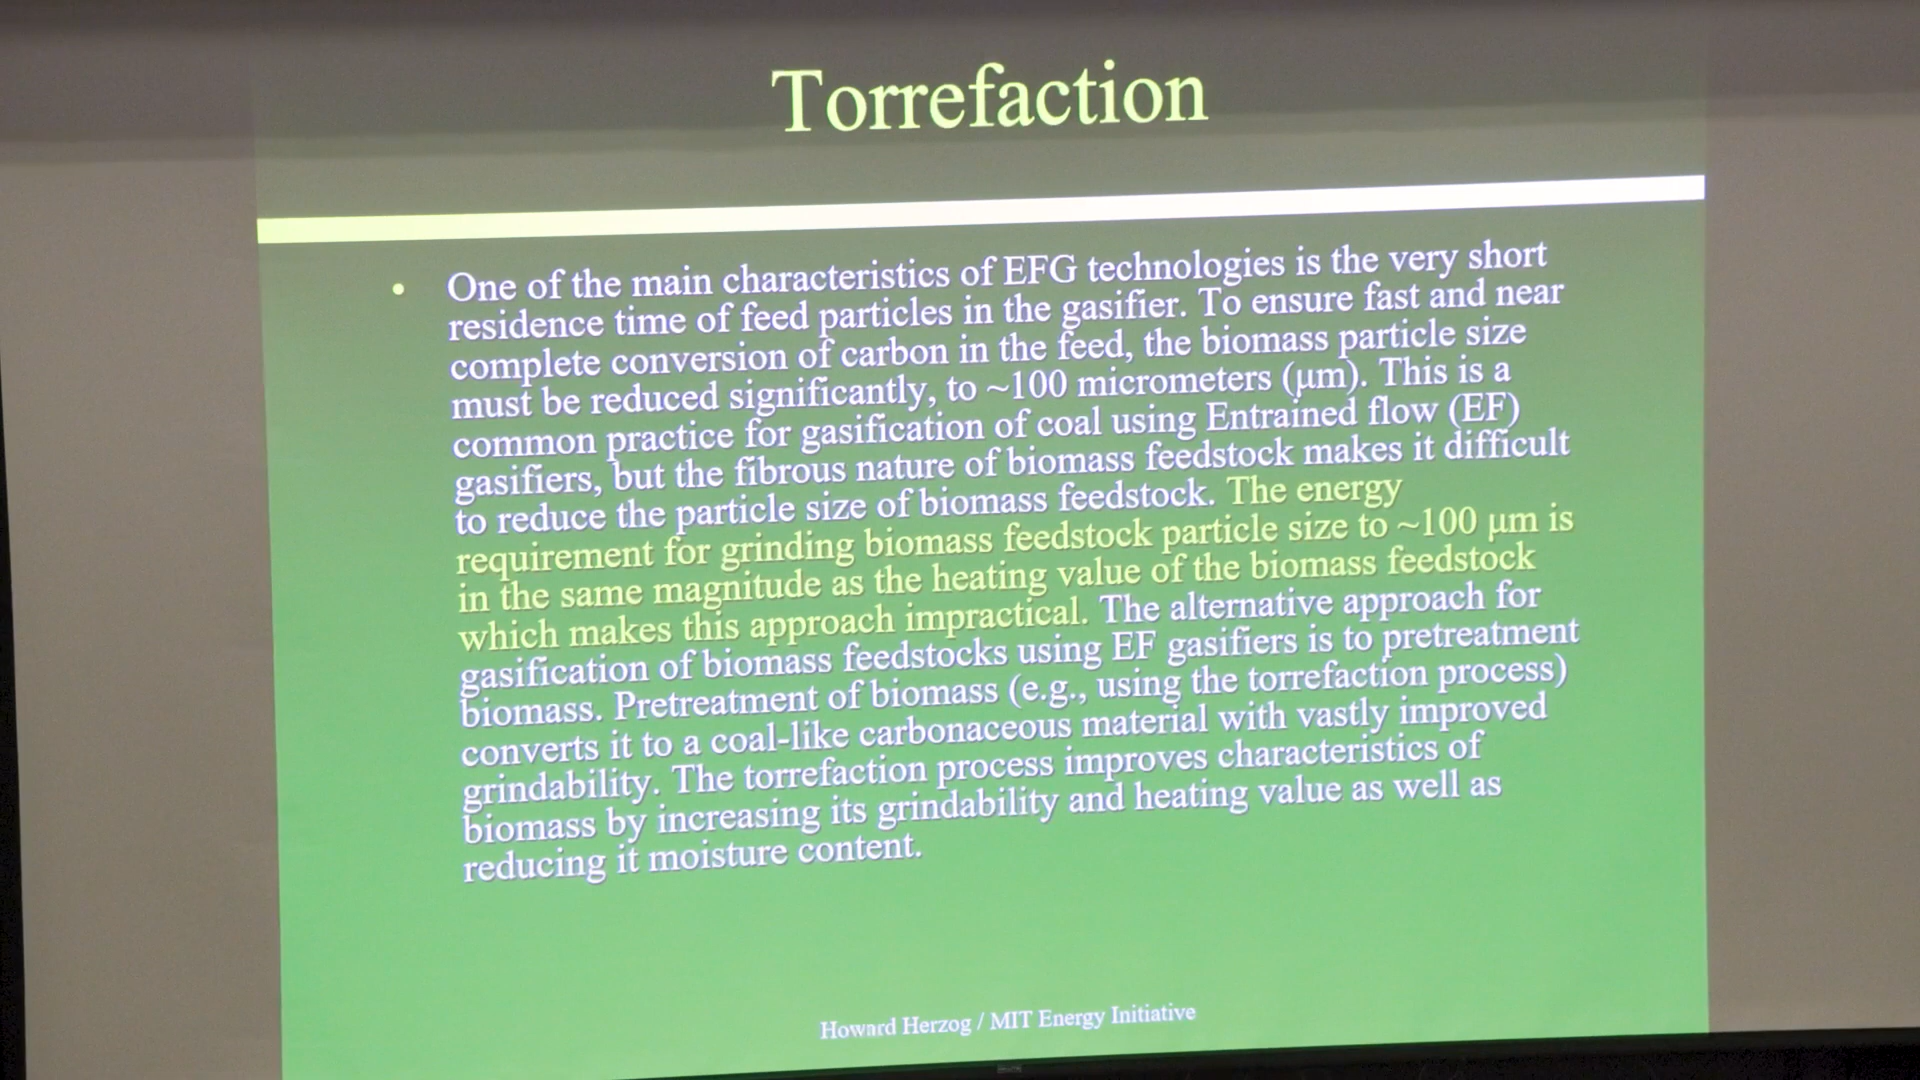 Torrefaction
• One of the main characteristics of EFG technologies is the very short
residence time of feed particles in the gasifier. To ensure fast and near
complete conversion of carbon in the feed, the biomass particle size
must be reduced significantly, to ~100 micrometers (μm). This is a
common practice for gasification of coal using Entrained flow (EF)
gasifiers, but the fibrous nature of biomass feedstock makes it difficult
to reduce the particle size of biomass feedstock. The energy
requirement for grinding biomass feedstock particle size to ~100 μm is
in the same magnitude as the heating value of the biomass feedstock
which makes this approach impractical. The alternative approach for
gasification of biomass feedstocks using EF gasifiers is to pretreatment
biomass. Pretreatment of biomass (e.g., using the torrefaction process)
converts it to a coal-like carbonaceous material with vastly improved
grindability. The torrefaction process improves characteristics of
biomass by increasing its grindability and heating value as well as
reducing it moisture content.
Howard Herzog / MIT Energy Initiative